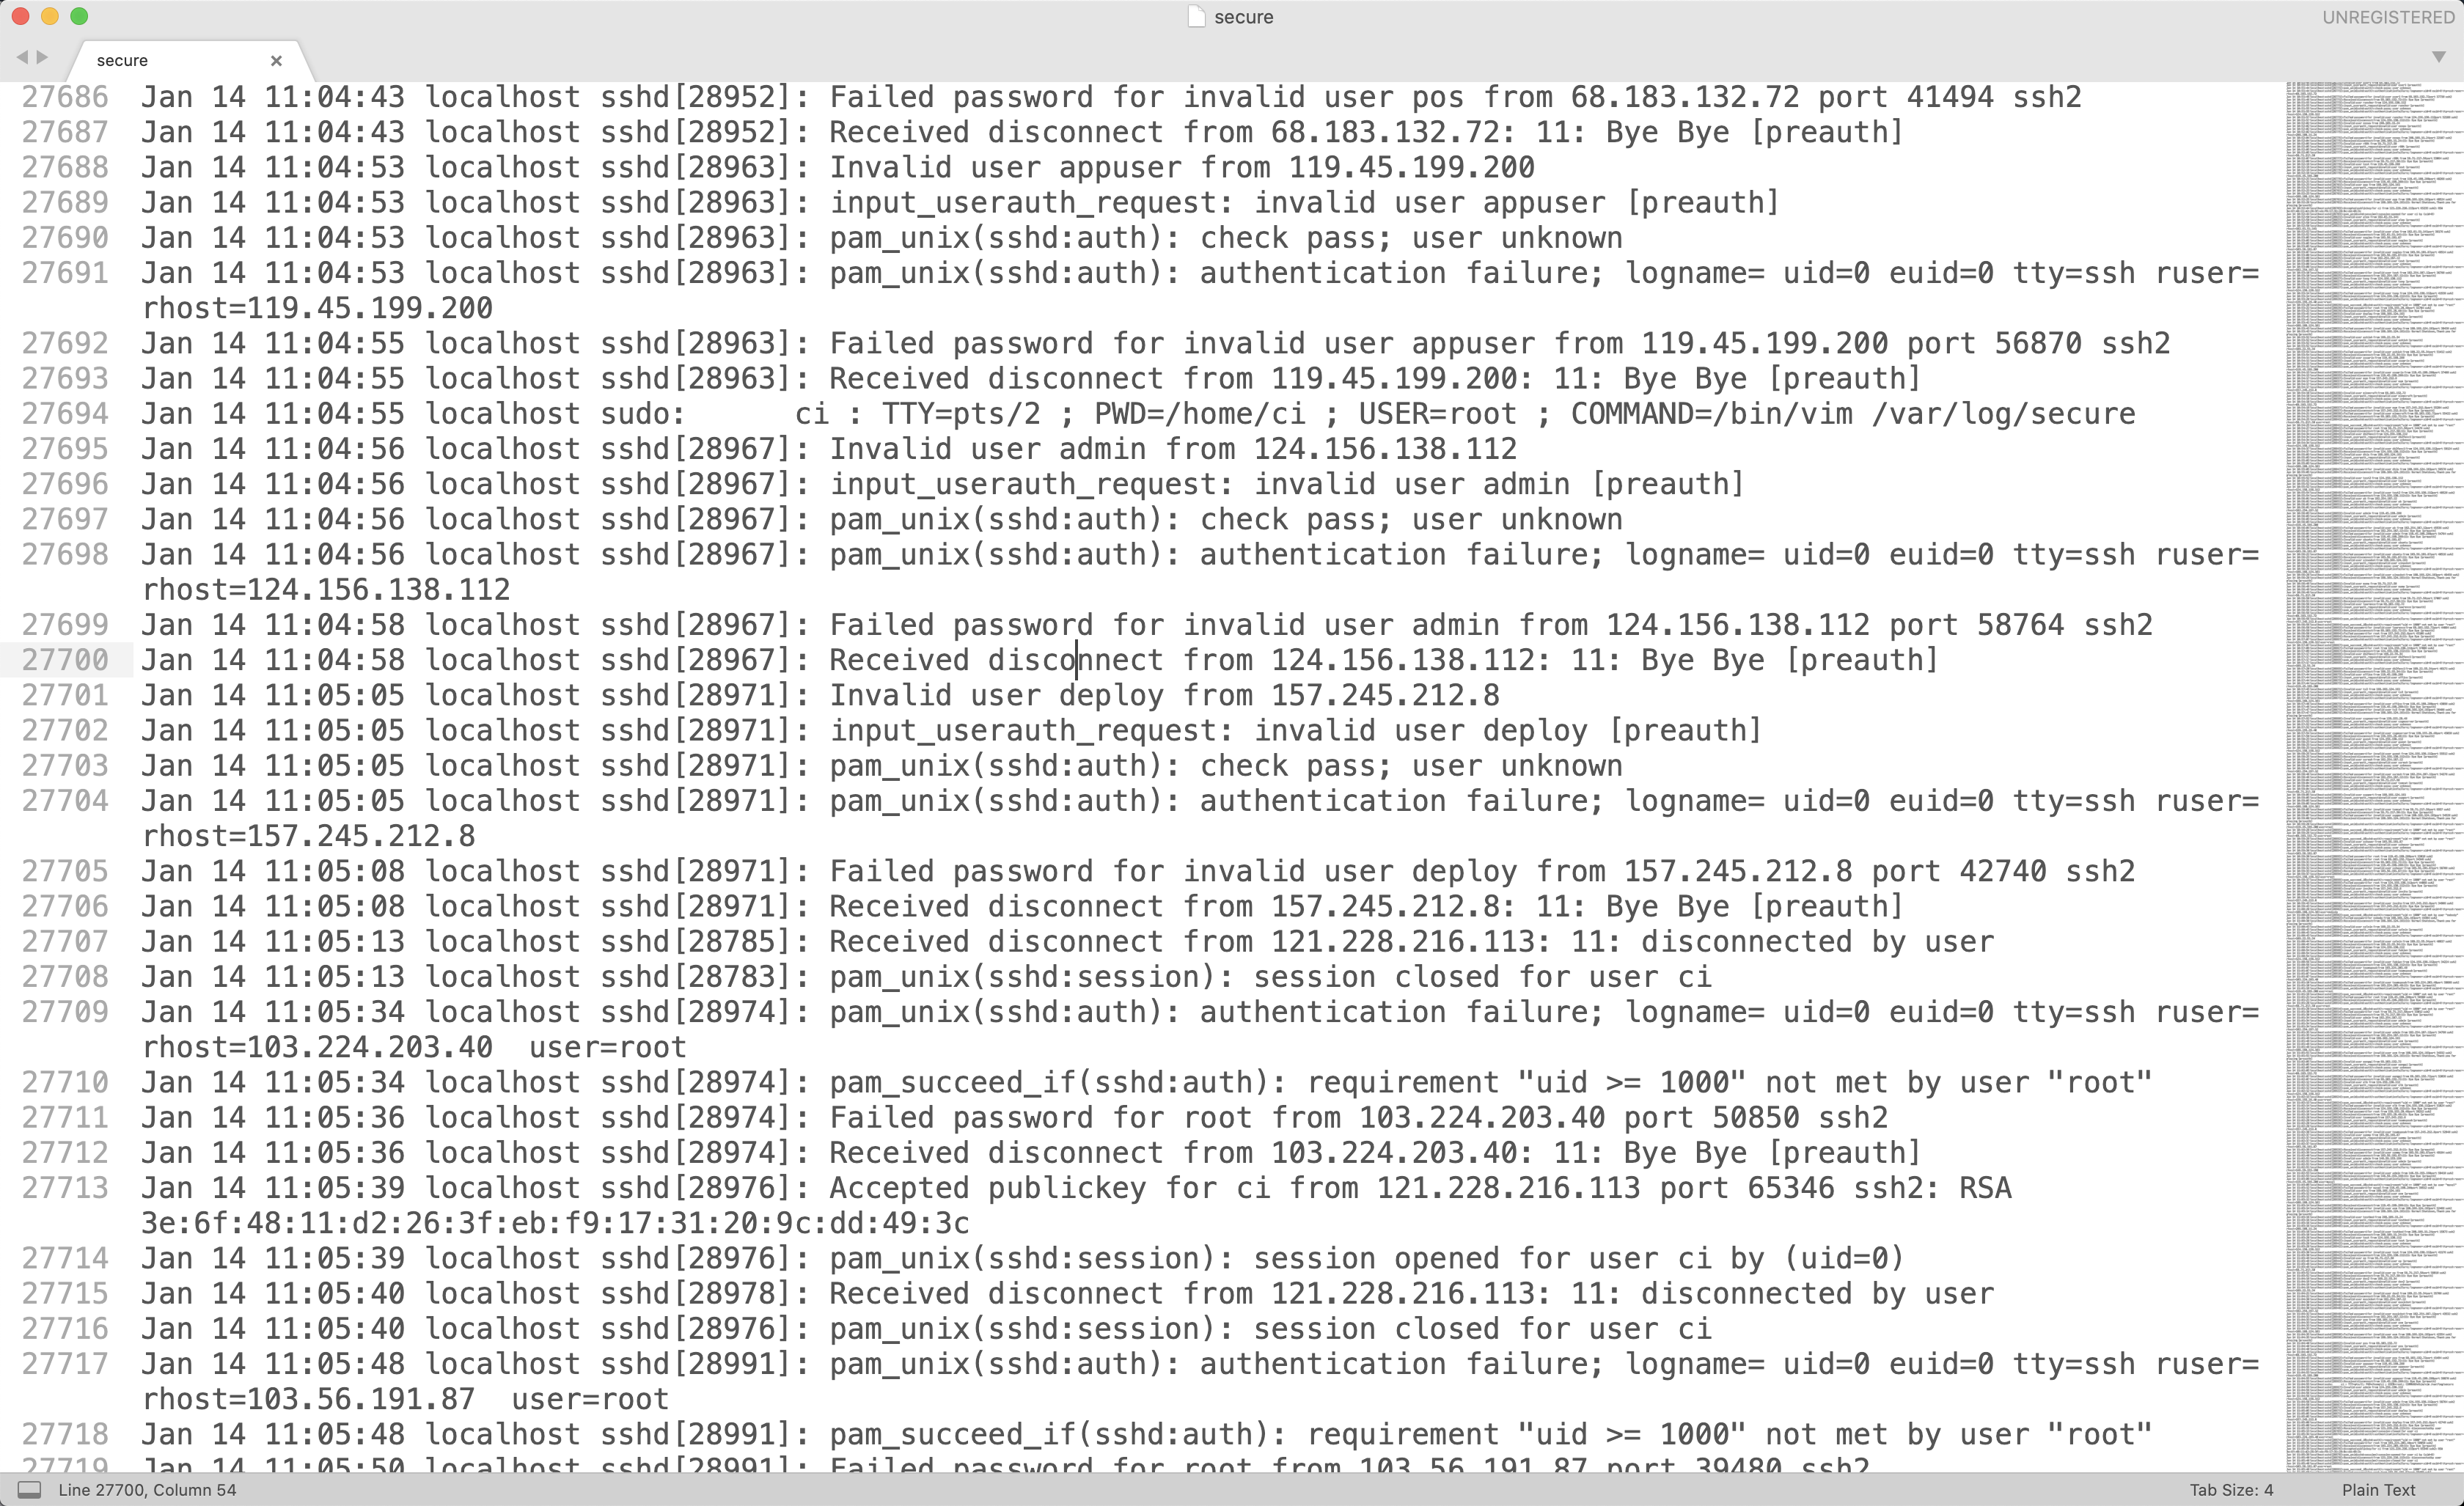 secure
UNREGISTERED
secure
27686 Jan 14 11:04:43 localhost sshd[28952]: Failed password for invalid user pos from 68.183.132.72 port 41494 ssh2
27687 Jan 14 11:04:43 localhost sshd[28952]: Received disconnect from 68.183.132.72: 11: Bye Bye [preauth]
27688 Jan 14 11:04:53 localhost sshd[28963]: Invalid user appuser from 119.45.199.200
27689 Jan 14 11:04:53 localhost sshd[28963]: input_userauth_request: invalid user appuser [preauth]
27690 Jan 14 11:04:53 localhost sshd[28963]: pam_unix(sshd:auth): check pass; user unknown
27691 Jan 14 11:04:53 localhost sshd[28963]: pam_unix(sshd:auth): authentication failure; logname= uid=0 euid=0 tty=ssh ruser=
rhost=119.45.199.200
27692 Jan 14 11:04:55 localhost sshd[28963]: Failed password for invalid user appuser from 119.45.199.200 port 56870 ssh2
27693 Jan 14 11:04:55 localhost sshd[28963]: Received disconnect from 119.45.199.200: 11: Bye Bye [preauth]
27694 Jan 14 11:04:55 localhost sudo:      ci : TTY=pts/2 ; PWD=/home/ci ; USER=root ; COMMAND=/bin/vim /var/log/secure
27695 Jan 14 11:04:56 localhost sshd[28967]: Invalid user admin from 124.156.138.112
27696 Jan 14 11:04:56 localhost sshd[28967]: input_userauth_request: invalid user admin [preauth]
27697 Jan 14 11:04:56 localhost sshd[28967]: pam_unix(sshd:auth): check pass; user unknown
27698 Jan 14 11:04:56 localhost sshd[28967]: pam_unix(sshd:auth): authentication failure; logname= uid=0 euid=0 tty=ssh ruser=
rhost=124.156.138.112
27699 Jan 14 11:04:58 localhost sshd[28967]: Failed password for invalid user admin from 124.156.138.112 port 58764 ssh2
27700 Jan 14 11:04:58 localhost sshd[28967]: Received disconnect from 124.156.138.112: 11: Bye Bye [preauth]
27701 Jan 14 11:05:05 localhost sshd[28971]: Invalid user deploy from 157.245.212.8
27702 Jan 14 11:05:05 localhost sshd[28971]: input_userauth_request: invalid user deploy [preauth]
27703 Jan 14 11:05:05 localhost sshd[28971]: pam_unix(sshd:auth): check pass; user unknown
27704 Jan 14 11:05:05 localhost sshd[28971]: pam_unix(sshd:auth): authentication failure; logname= uid=0 euid=0 tty=ssh ruser=
rhost=157.245.212.8
27705 Jan 14 11:05:08 localhost sshd[28971]: Failed password for invalid user deploy from 157.245.212.8 port 42740 ssh2
27706 Jan 14 11:05:08 localhost sshd[28971]: Received disconnect from 157.245.212.8: 11: Bye Bye [preauth]
27707 Jan 14 11:05:13 localhost sshd[28785]: Received disconnect from 121.228.216.113: 11: disconnected by user
27708 Jan 14 11:05:13 localhost sshd[28783]: pam_unix(sshd:session): session closed for user ci
27709 Jan 14 11:05:34 localhost sshd[28974]: pam_unix(sshd:auth): authentication failure; logname= uid=0 euid=0 tty=ssh ruser=
rhost=103.224.203.40  user=root
27710 Jan 14 11:05:34 localhost sshd[28974]: pam_succeed_if(sshd:auth): requirement "uid >= 1000" not met by user "root"
27711 Jan 14 11:05:36 localhost sshd[28974]: Failed password for root from 103.224.203.40 port 50850 ssh2
27712 Jan 14 11:05:36 localhost sshd[28974]: Received disconnect from 103.224.203.40: 11: Bye Bye [preauth]
27713 Jan 14 11:05:39 localhost sshd[28976]: Accepted publickey for ci from 121.228.216.113 port 65346 ssh2: RSA
3e:6f:48:11:d2:26:3f:eb:f9:17:31:20:9c:dd:49:3c
27714 Jan 14 11:05:39 localhost sshd[28976]: pam_unix(sshd:session): session opened for user ci by (uid=0)
27715 Jan 14 11:05:40 localhost sshd[28978]: Received disconnect from 121.228.216.113: 11: disconnected by user
27716 Jan 14 11:05:40 localhost sshd[28976]: pam_unix(sshd:session): session closed for user ci
27717 Jan 14 11:05:48 localhost sshd[28991]: pam_unix(sshd:auth): authentication failure; logname= uid=0 euid=0 tty=ssh ruser=
rhost=103.56.191.87  user=root
27718 Jan 14 11:05:48 localhost sshd[28991]: pam_succeed_if(sshd:auth): requirement "uid >= 1000" not met by user "root"
27719 Jan 14 11:05:50 localhost sshd[28991]: Failed password for root from 103.56.191.87 port 39480 ssh2
Line 27700, Column 54
Tab Size: 4
Plain Text